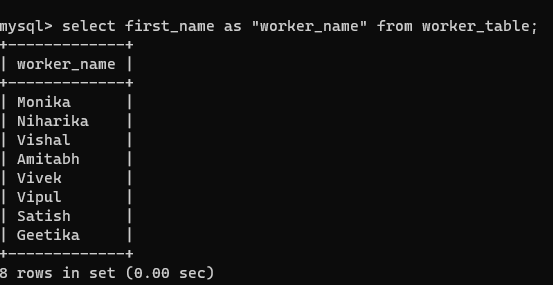 mysql> select first_name as "worker_name" from worker_table;
+-------------+
| worker_name |
+-------------+
| Monika      |
| Niharika    |
| Vishal      |
| Amitabh     |
| Vivek       |
| Vipul       |
| Satish      |
| Geetika     |
+-------------+
8 rows in set (0.00 sec)